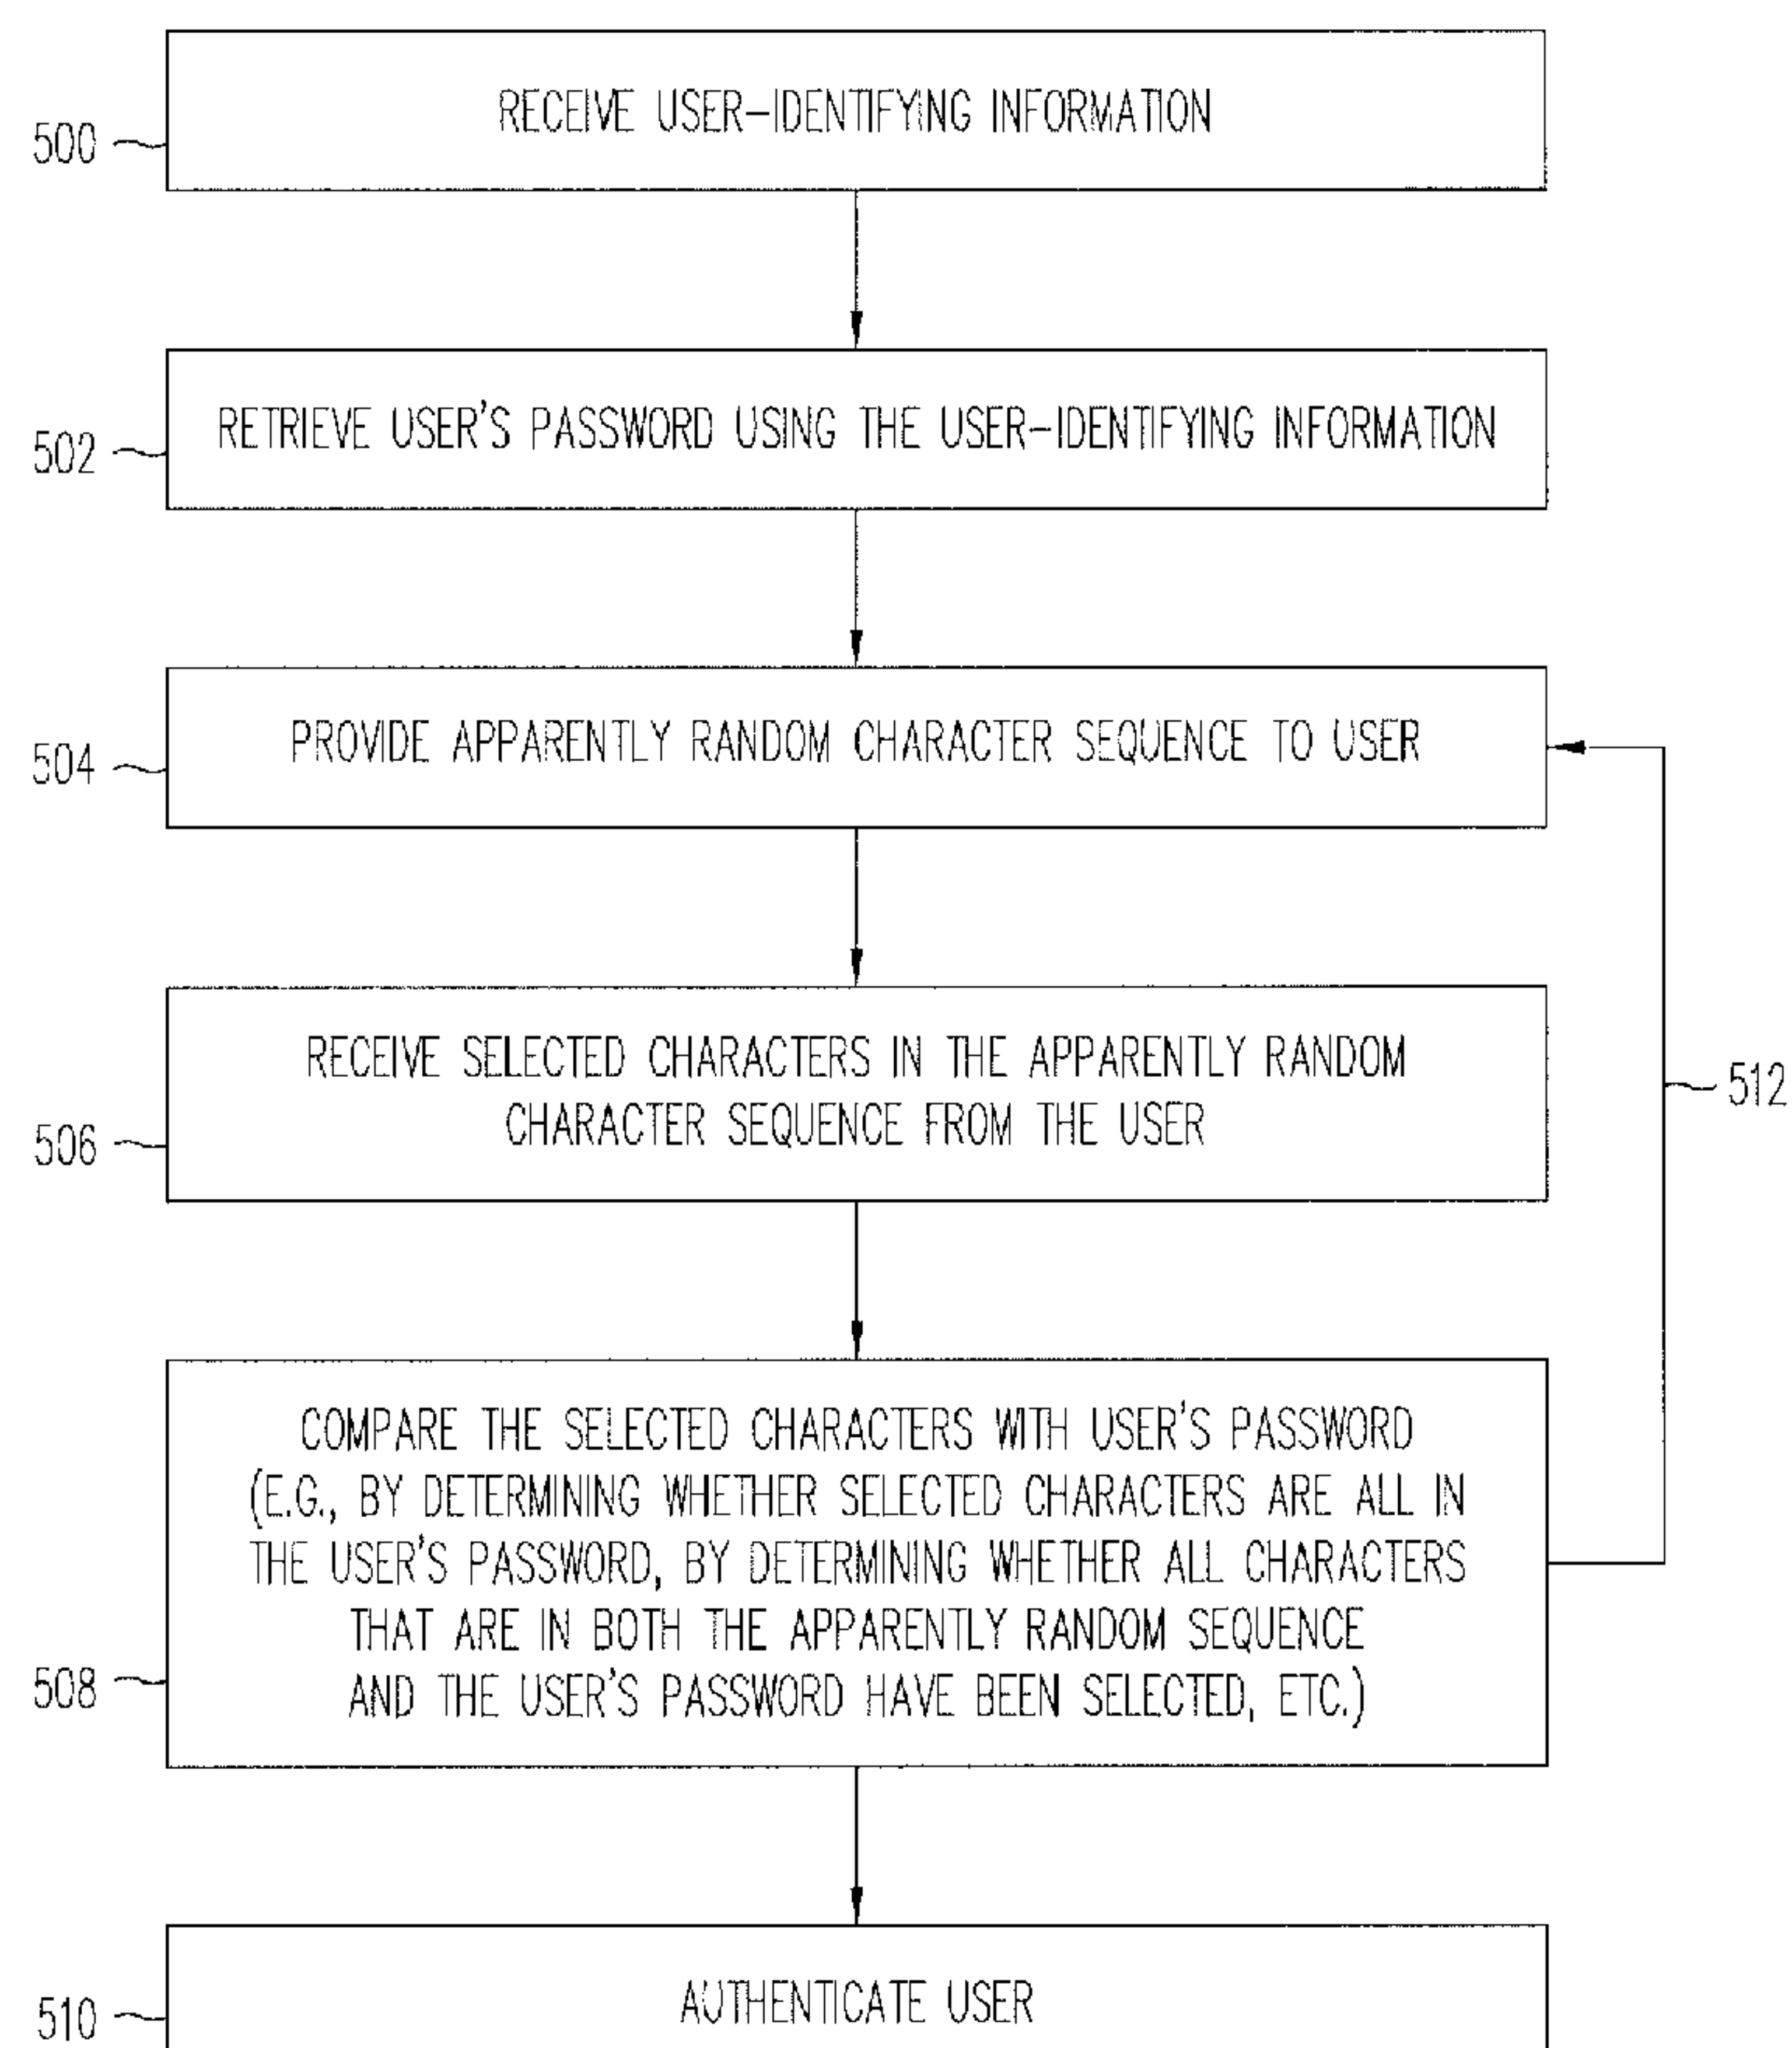 RECEIVE USER-IDENTIFYING INFORMATION
500
RETRIEVE USER'S PASSWORD USING THE USER-IDENTIFYING INFORMATION
502
PROVIDE APPARENTLY RANDOM CHARACTER SEQUENCE TO USER
504
RECEIVE SELECTED CHARACTERS IN THE APPARENTLY RANDOM
CHARACTER SEQUENCE FROM THE USER
506
512
COMPARE THE SELECTED CHARACTERS WITH USER'S PASSWORD
(E.G., BY DETERMINING WHETHER SELECTED CHARACTERS ARE ALL IN
THE USER'S PASSWORD, BY DETERMINING WHETHER ALL CHARACTERS
THAT ARE IN BOTH THE APPARENTLY RANDOM SEQUENCE
AND THE USER'S PASSWORD HAVE BEEN SELECTED, ETC.)
508
AUTHENTICATE USER
510